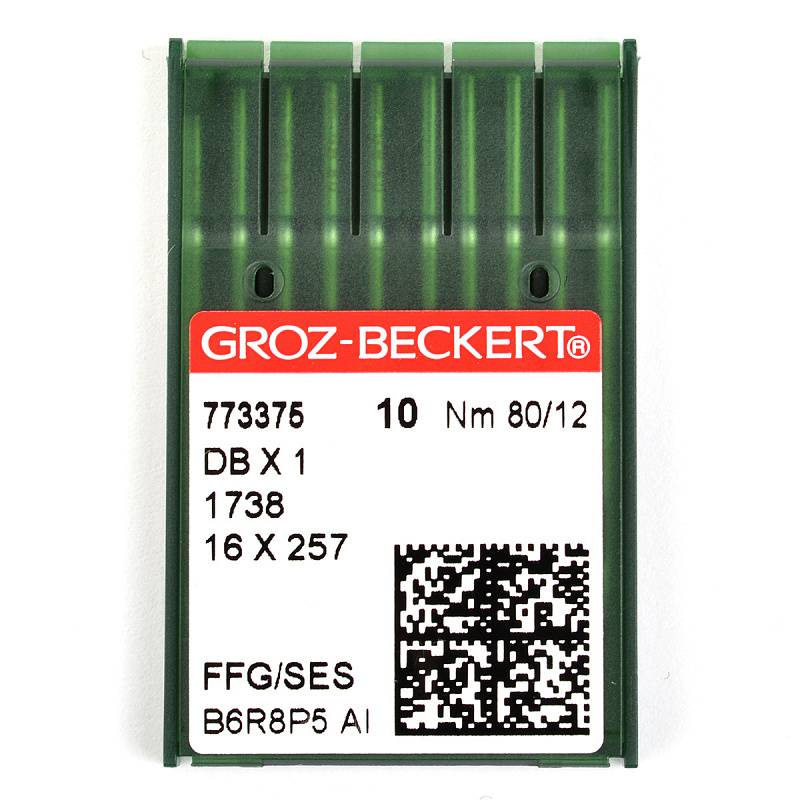 GROZ-BECKERT®
773375 10 Nm 80/12
DB X 1
1738
16 X 257
FFG/SES
B6R8P5 AI